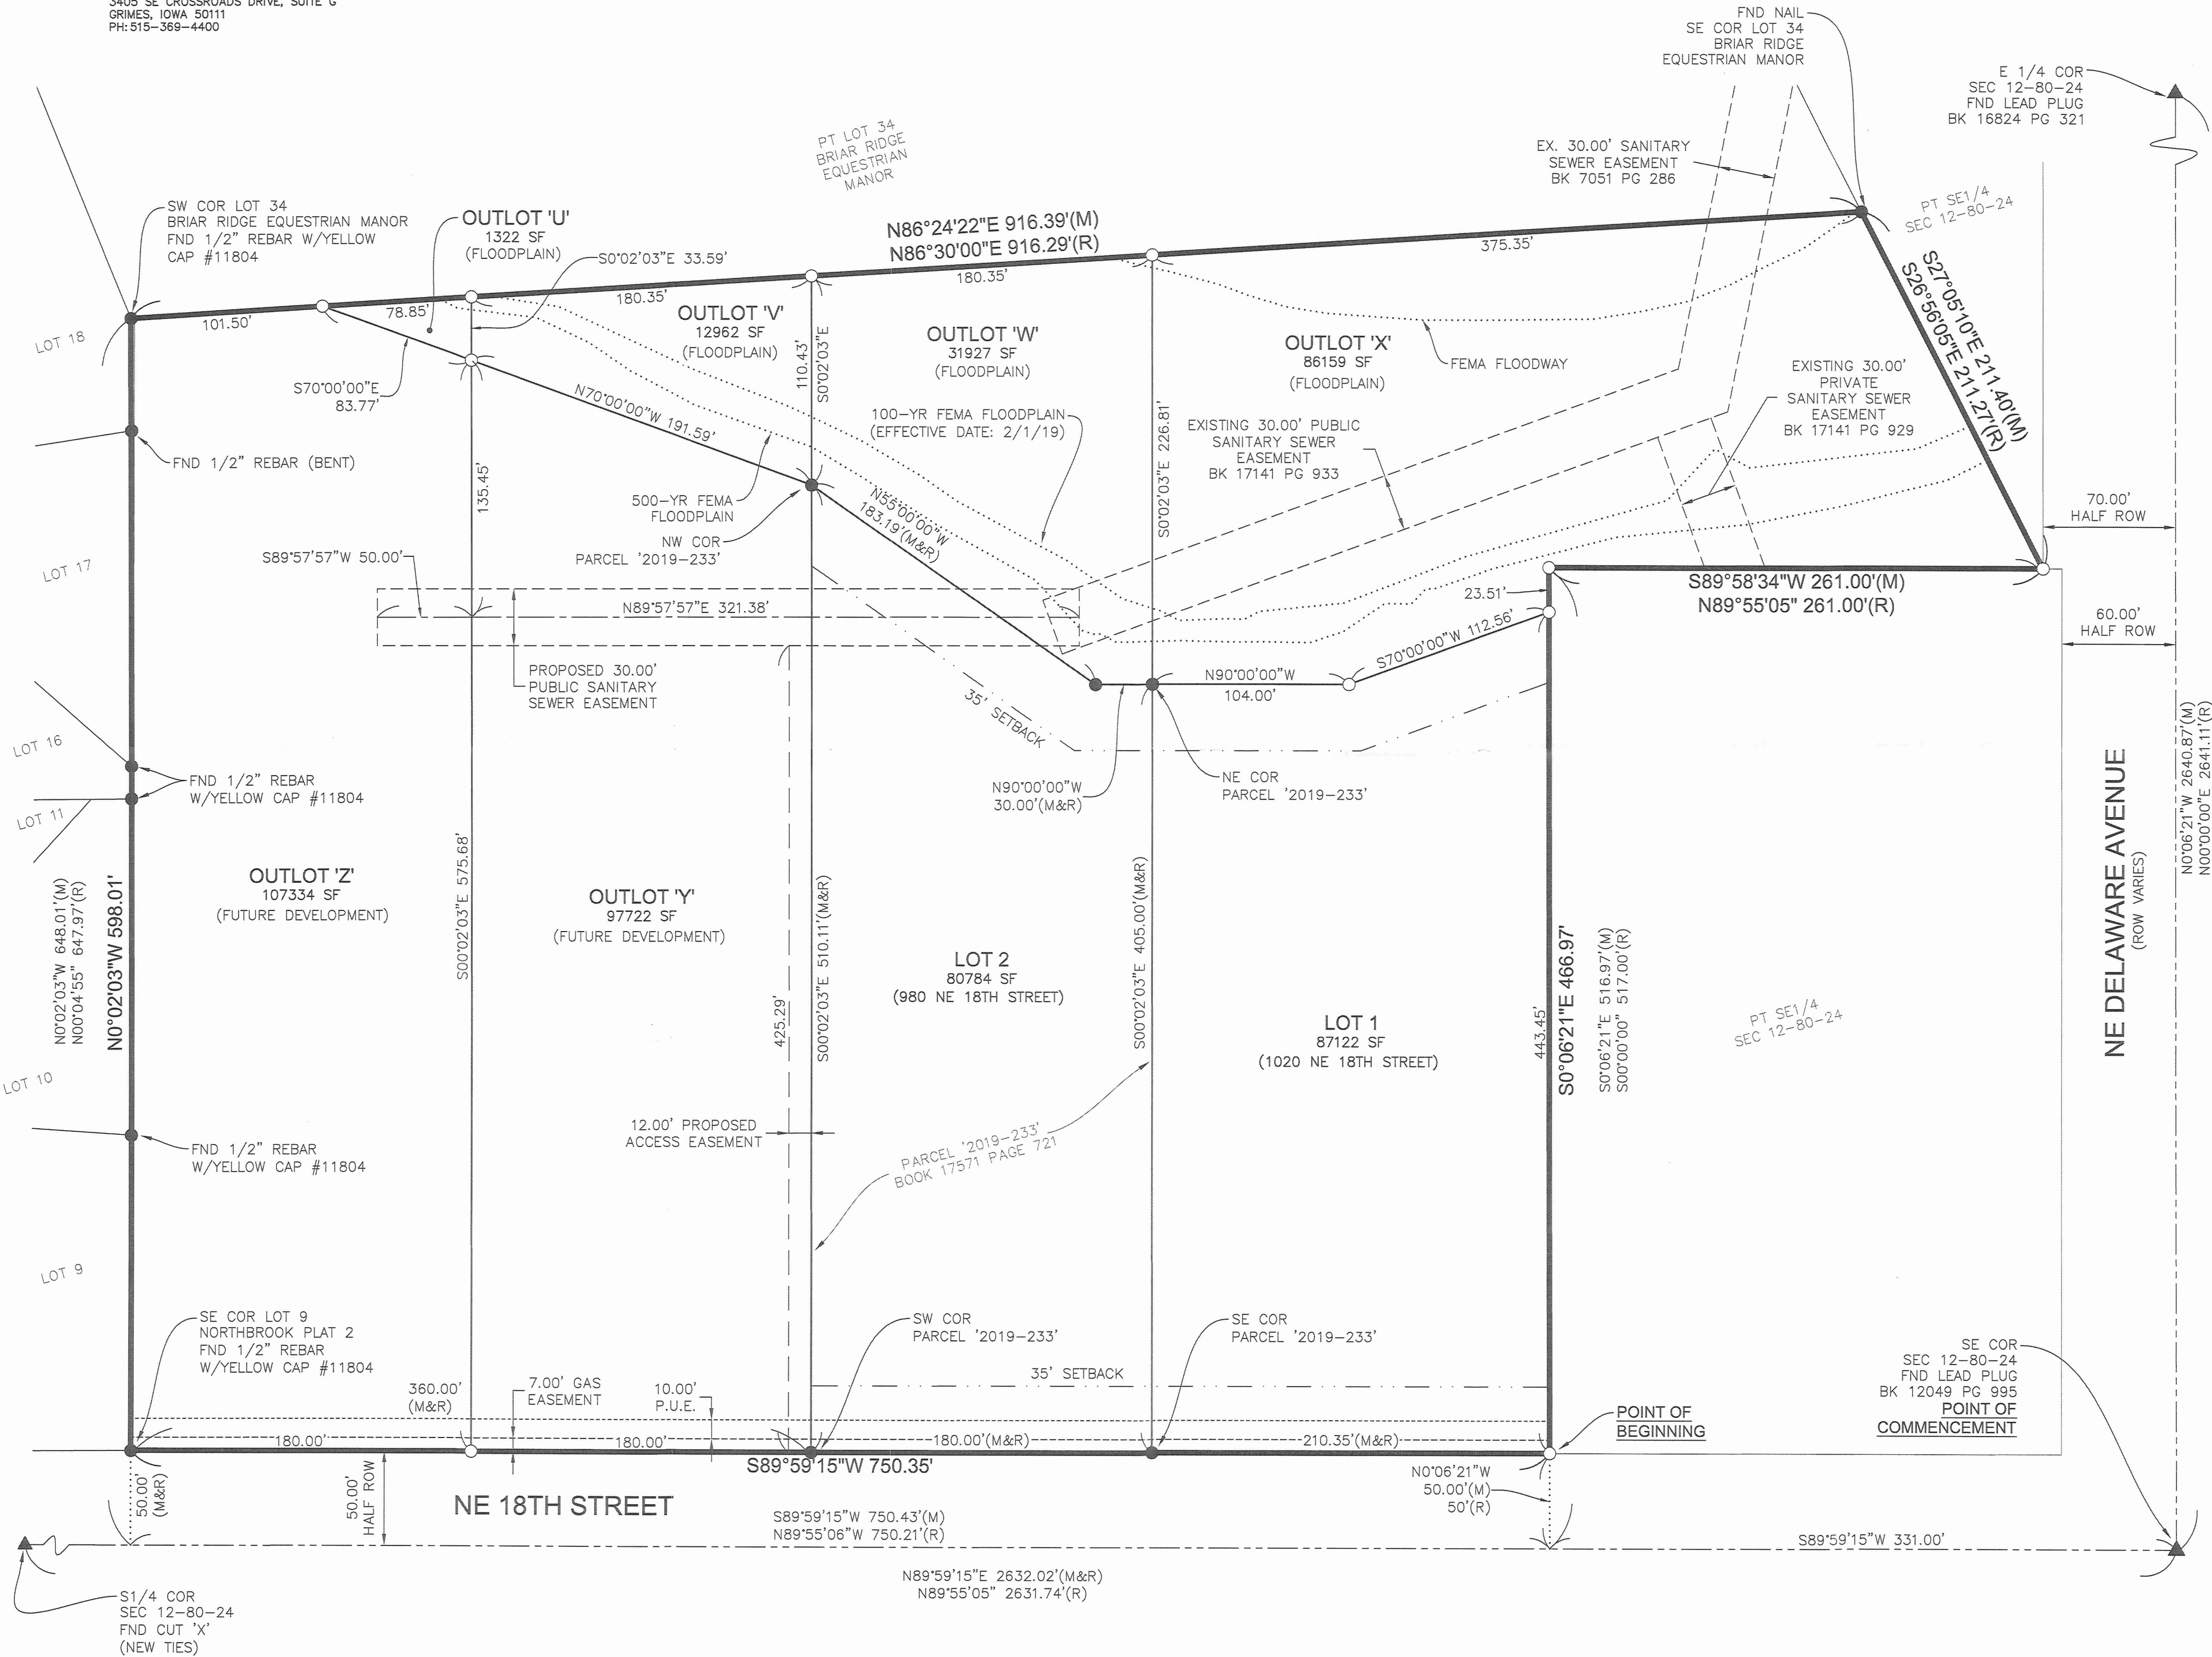 3405 SE CROSSROADS DRIVE, SUITE G
GRIMES, IOWA 50111
PH: 515-369-4400
FND NAIL
SE COR LOT 34
BRIAR RIDGE
EQUESTRIAN MANOR
E 1/4 COR
SEC 12-80-24
FND LEAD PLUG
BK 16824 PG 321
PT LOT 34
BRIAR RIDGE
EQUESTRIAN
MANOR
EX. 30.00' SANITARY
SEWER EASEMENT
BK 7051 PG 286
PT SE1/4
SEC 12-80-24
SW COR LOT 34
BRIAR RIDGE EQUESTRIAN MANOR
FND 1/2" REBAR W/YELLOW
CAP #11804
OUTLOT 'U'
1322 SF
(FLOODPLAIN)
S0°02'03"E 33.59'
N86°24'22"E 916.39'(M)
N86°30'00"E 916.29'(R)
375.35'
180.35'
180.35'
78.85'
101.50'
S27°05'10"E 211.40'(M)
S26°56'05"E 211.27'(R)
OUTLOT 'V'
12962 SF
(FLOODPLAIN)
110.43'
S0°02'03"E
OUTLOT 'W'
31927 SF
(FLOODPLAIN)
OUTLOT 'X'
86159 SF
(FLOODPLAIN)
FEMA FLOODWAY
LOT 18
S70°00'00"E
83.77'
N70°00'00"W 191.59'
100-YR FEMA FLOODPLAIN
(EFFECTIVE DATE: 2/1/19)
S0°02'03"E 226.81'
EXISTING 30.00' PUBLIC
SANITARY SEWER
EASEMENT
BK 17141 PG 933
EXISTING 30.00'
PRIVATE
SANITARY SEWER
EASEMENT
BK 17141 PG 929
FND 1/2" REBAR (BENT)
135.45'
500-YR FEMA
FLOODPLAIN
N55°00'00"W
183.19'(M&R)
NW COR
PARCEL '2019-233'
70.00'
HALF ROW
S89°57'57"W 50.00'
LOT 17
N89°57'57"E 321.38'
23.51'
S89°58'34"W 261.00'(M)
N89°55'05" 261.00'(R)
60.00'
HALF ROW
S70°00'00"W 112.56'
PROPOSED 30.00'
PUBLIC SANITARY
SEWER EASEMENT
N90°00'00"W
104.00'
35' SETBACK
LOT 16
FND 1/2" REBAR
W/YELLOW CAP #11804
N90°00'00"W
30.00'(M&R)
NE COR
PARCEL '2019-233'
LOT 11
N0°06'21"W 2640.87'(M)
N00°00'00"E 2641.11'(R)
NE DELAWARE AVENUE
(ROW VARIES)
N0°02'03"W 648.01'(M)
N00°04'55" 647.97'(R)
N0°02'03"W 598.01'
OUTLOT 'Z'
107334 SF
(FUTURE DEVELOPMENT)
S00°02'03"E 575.68'
OUTLOT 'Y'
97722 SF
(FUTURE DEVELOPMENT)
425.29'
S00°02'03"E 510.11'(M&R)
LOT 2
80784 SF
(980 NE 18TH STREET)
S00°02'03"E 405.00'(M&R)
LOT 1
87122 SF
(1020 NE 18TH STREET)
443.45'
S0°06'21"E 466.97'
S0°06'21"E 516.97'(M)
S00°00'00" 517.00'(R)
PT SE1/4
SEC 12-80-24
LOT 10
FND 1/2" REBAR
W/YELLOW CAP #11804
12.00' PROPOSED
ACCESS EASEMENT
PARCEL '2019-233'
BOOK 17571 PAGE 721
LOT 9
SE COR LOT 9
NORTHBROOK PLAT 2
FND 1/2" REBAR
W/YELLOW CAP #11804
SW COR
PARCEL '2019-233'
SE COR
PARCEL '2019-233'
SE COR
SEC 12-80-24
FND LEAD PLUG
BK 12049 PG 995
POINT OF
COMMENCEMENT
360.00'
(M&R)
7.00' GAS
EASEMENT
10.00'
P.U.E.
35' SETBACK
POINT OF
BEGINNING
180.00'
180.00'
180.00'(M&R)
210.35'(M&R)
S89°59'15"W 750.35'
50.00'
(M&R)
50.00'
HALF ROW
NE 18TH STREET
N0°06'21"W
50.00'(M)
50'(R)
S89°59'15"W 750.43'(M)
N89°55'06"W 750.21'(R)
S89°59'15"W 331.00'
N89°59'15"E 2632.02'(M&R)
N89°55'05" 2631.74'(R)
S1/4 COR
SEC 12-80-24
FND CUT 'X'
(NEW TIES)